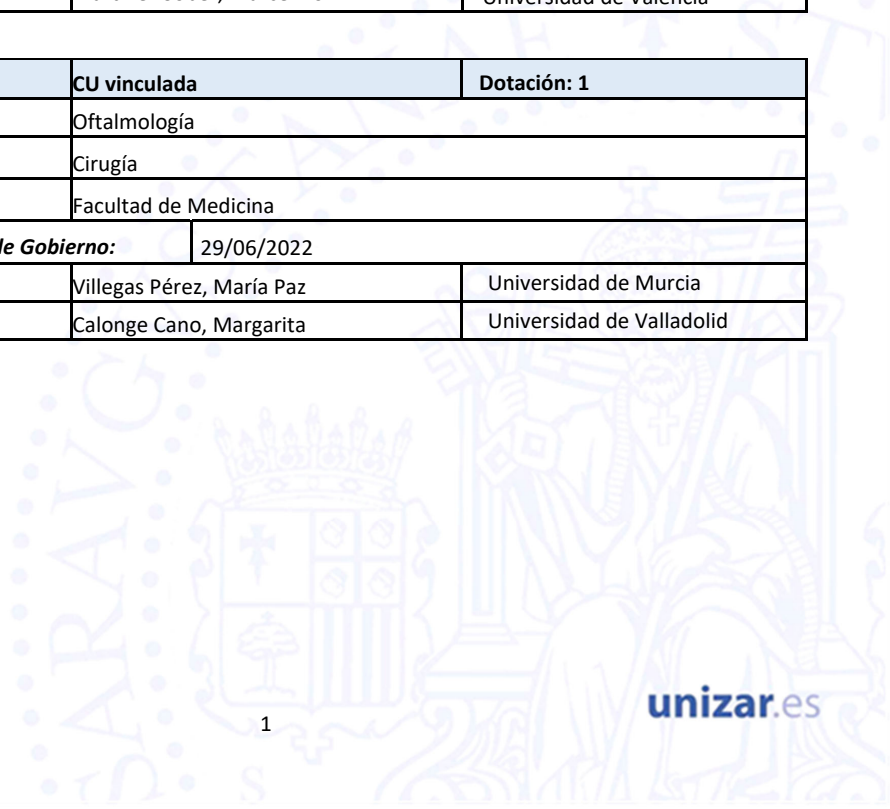 Universidad de Valencia
CU vinculada Dotación: 1
Oftalmología
Cirugía
Facultad de Medicina
de Gobierno: 29/06/2022
Villegas Pérez, María Paz Universidad de Murcia
Calonge Cano, Margarita Universidad de Valladolid
unizar.es
1